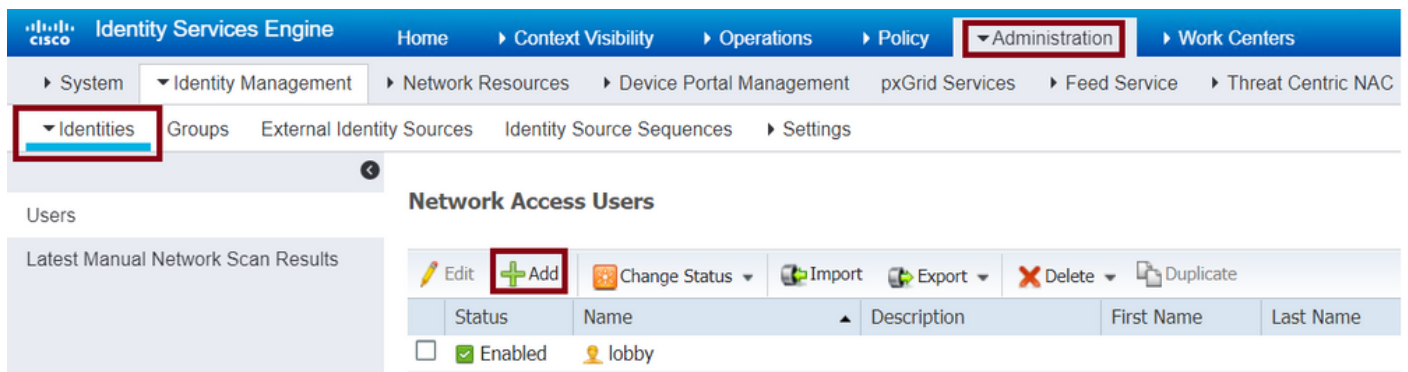 cisco Identity Services Engine Home Context Visibility Operations Policy Administration Work Centers
System Identity Management Network Resources Device Portal Management pxGrid Services Feed Service Threat Centric NAC
Identities Groups External Identity Sources Identity Source Sequences Settings
Users
Latest Manual Network Scan Results
Network Access Users
Edit Add Change Status Import Export Delete Duplicate
Status Name Description First Name Last Name
Enabled lobby